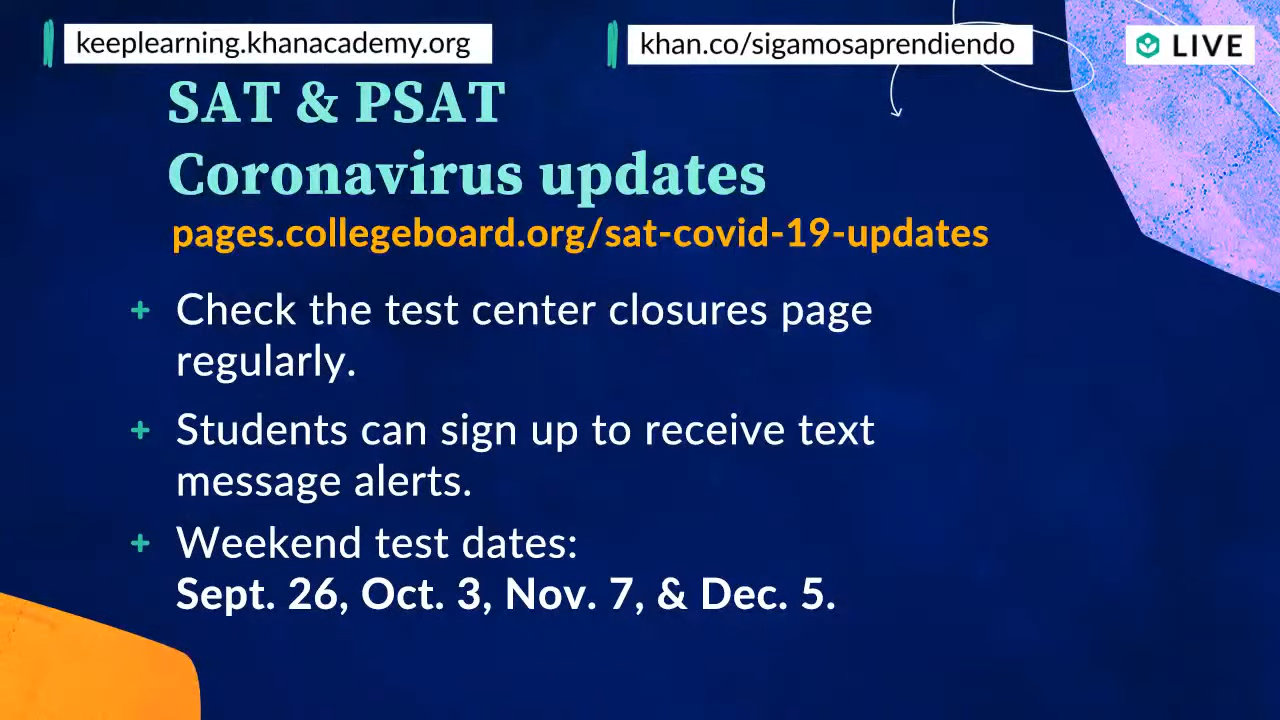 keeplearning.khanacademy.org
khan.co/sigamosaprendiendo
LIVE
SAT & PSAT
Coronavirus updates
pages.collegeboard.org/sat-covid-19-updates
+ Check the test center closures page
regularly.
+ Students can sign up to receive text
message alerts.
+ Weekend test dates:
Sept. 26, Oct. 3, Nov. 7, & Dec. 5.